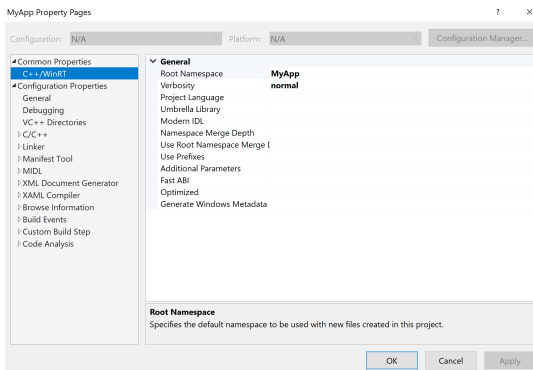 MyApp Property Pages
Configuration: N/A Platform: N/A Configuration Manager...
Common Properties
C++/WinRT
Configuration Properties
General
Debugging
VC++ Directories
C/C++
Linker
Manifest Tool
MIDL
XML Document Generator
XAML Compiler
Browse Information
Build Events
Custom Build Step
Code Analysis
General
Root Namespace MyApp
Verbosity normal
Project Language
Umbrella Library
Modern IDL
Namespace Merge Depth
Use Root Namespace Merge D
Use Prefixes
Additional Parameters
Fast ABI
Optimized
Generate Windows Metadata
Root Namespace
Specifies the default namespace to be used with new files created in this project.
OK Cancel Apply